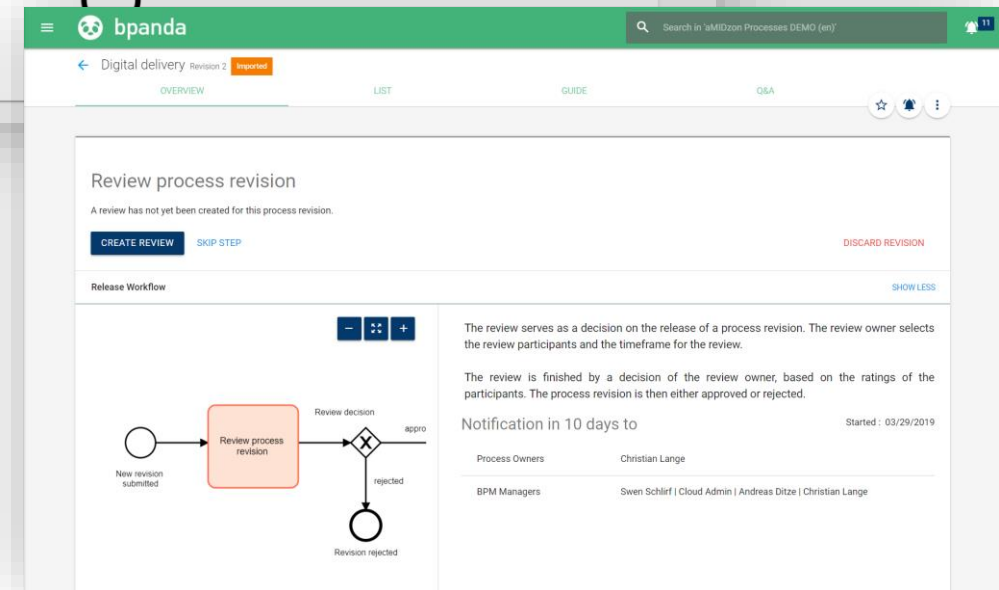 bpanda
Search in 'aMIDzon Processes DEMO (en)'
11
Digital delivery Revision 2 Imported
OVERVIEW LIST GUIDE Q&A
Review process revision
A review has not yet been created for this process revision.
CREATE REVIEW SKIP STEP DISCARD REVISION
Release Workflow SHOW LESS
New revision
submitted
Review process
revision
Review decision
X
appro
rejected
Revision rejected
The review serves as a decision on the release of a process revision. The review owner selects
the review participants and the timeframe for the review.
The review is finished by a decision of the review owner, based on the ratings of the
participants. The process revision is then either approved or rejected.
Notification in 10 days to Started : 03/29/2019
Process Owners Christian Lange
BPM Managers Swen Schlirf | Cloud Admin | Andreas Ditze | Christian Lange